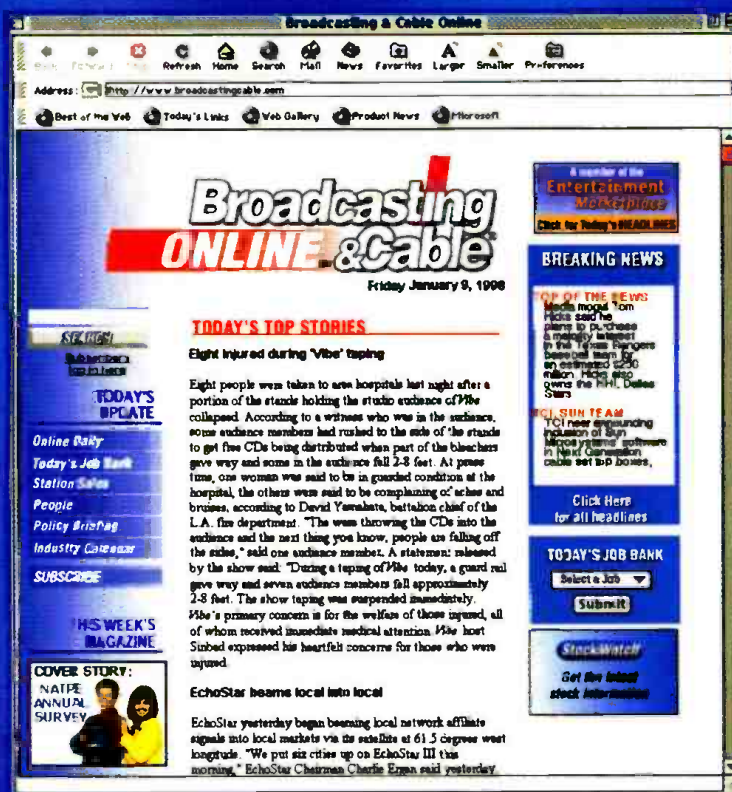 Broadcasting & Cable Online
Refresh Home Search Mail News Favorites Larger Smaller Preferences
Address: http://www.broadcastingcable.com
Best of the Web Today's Links Web Gallery Product News Microsoft
Broadcasting
ONLINE &Cable
Friday January 9, 1998
SEARCH
TODAY'S
UPDATE
Online Daily
Today's Job Bank
Station Sales
People
Policy Briefing
Industry Calendar
SUBSCRIBE
THIS WEEK'S
MAGAZINE
COVER STORY:
NATPE
ANNUAL
SURVEY
TODAY'S TOP STORIES
Eight injured during 'Vibe' taping
Eight people were taken to area hospitals last night after a
portion of the stands holding the studio audience of Vibe
collapsed. According to a witness who was in the audience,
some audience members had rushed to the side of the stands
to get free CDs being distributed when part of the bleachers
gave way and some in the audience fell 2-8 feet. At press
time, one woman was said to be in guarded condition at the
hospital, the others were said to be complaining of aches and
bruises, according to David Yamahata, battalion chief of the
L.A. fire department. "The were throwing the CDs into the
audience and the next thing you know, people are falling off
the sides," said one audience member. A statement released
by the show said: "During a taping of Vibe today, a guard rail
gave way and seven audience members fell approximately
2-8 feet. The show taping was suspended immediately.
Vibe's primary concern is for the welfare of those injured, all
of whom received immediate medical attention. Vibe host
Sinbad expressed his heartfelt concerns for those who were
injured.
EchoStar beams local into local
EchoStar yesterday began beaming local network affiliate
signals into local markets via its satellite at 61.5 degrees west
longitude. "We put six cities up on EchoStar III this
morning," EchoStar Chairman Charlie Ergen said yesterday.
A member of the
Entertainment
Marketplace
Click for Today's HEADLINES
BREAKING NEWS
TOP OF THE NEWS
Media mogul Tom
Hicks said he
plans to purchase
a majority interest
in the Texas Rangers
baseball team for
an estimated $250
million. Hicks also
owns the NHL Dallas
Stars
TCI, SUN TEAM
TCI near announcing
inclusion of Sun
Microsystems' software
in Next Generation
cable set top boxes,
Click Here
for all headlines
TODAY'S JOB BANK
Select a Job
Submit
StockWatch
Get the latest
stock information